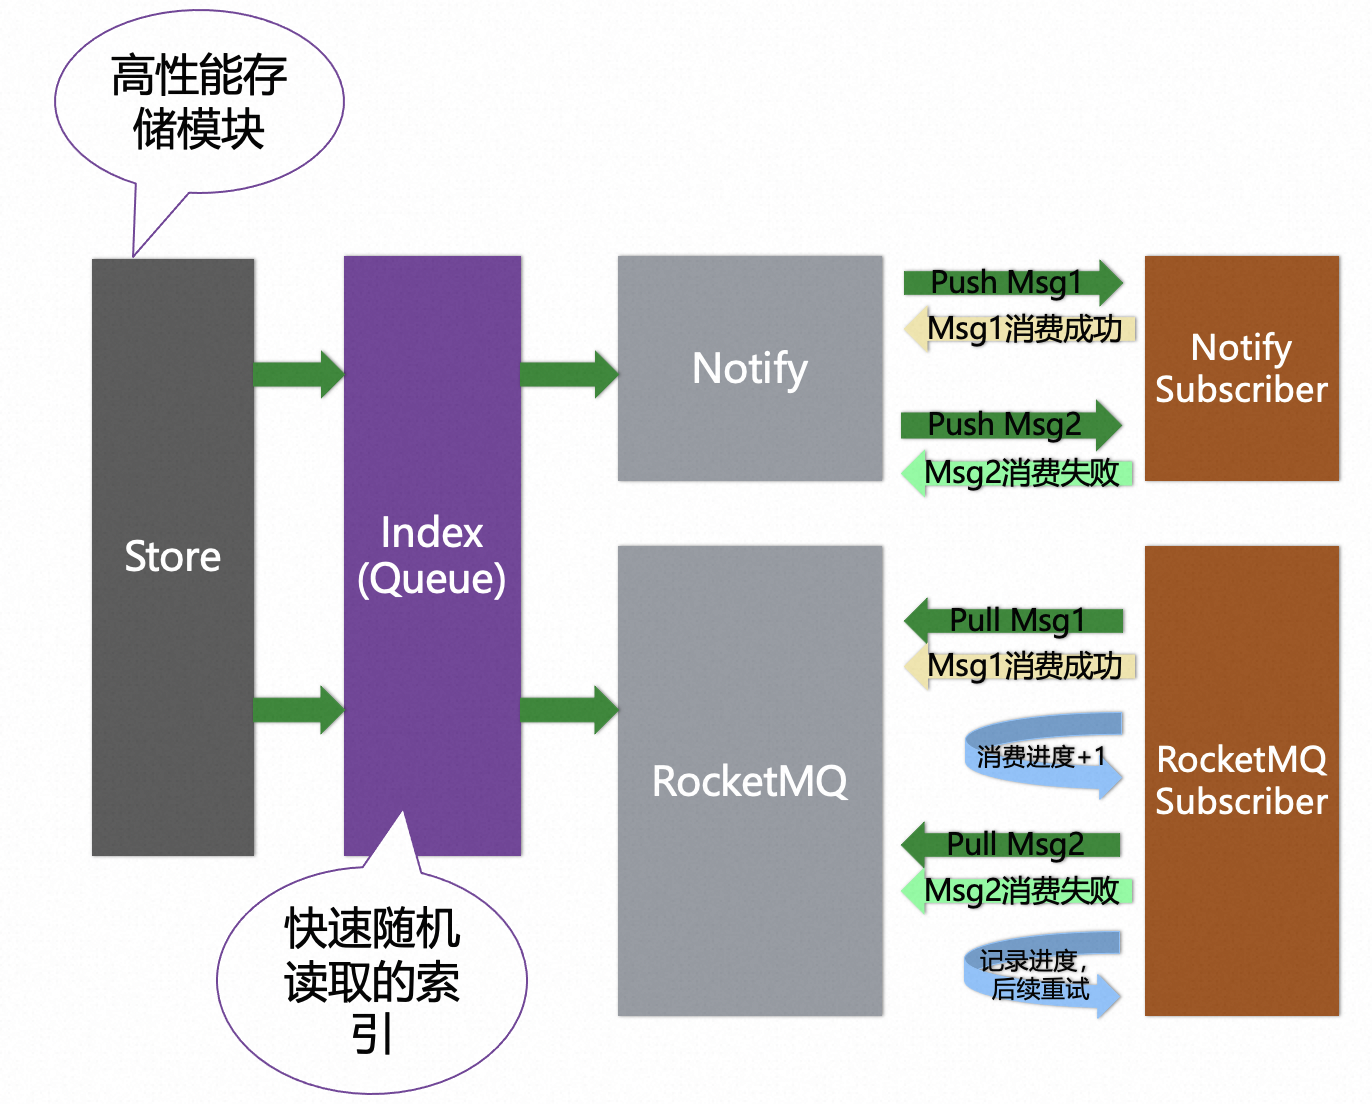 高性能存
储模块
Store
Index
(Queue)
快速随机
读取的索
引
Notify
Push Msg1
Msg1消费成功
Push Msg2
Msg2消费失败
Notify
Subscriber
RocketMQ
Pull Msg1
Msg1消费成功
消费进度+1
Pull Msg2
Msg2消费失败
记录进度，
后续重试
RocketMQ
Subscriber